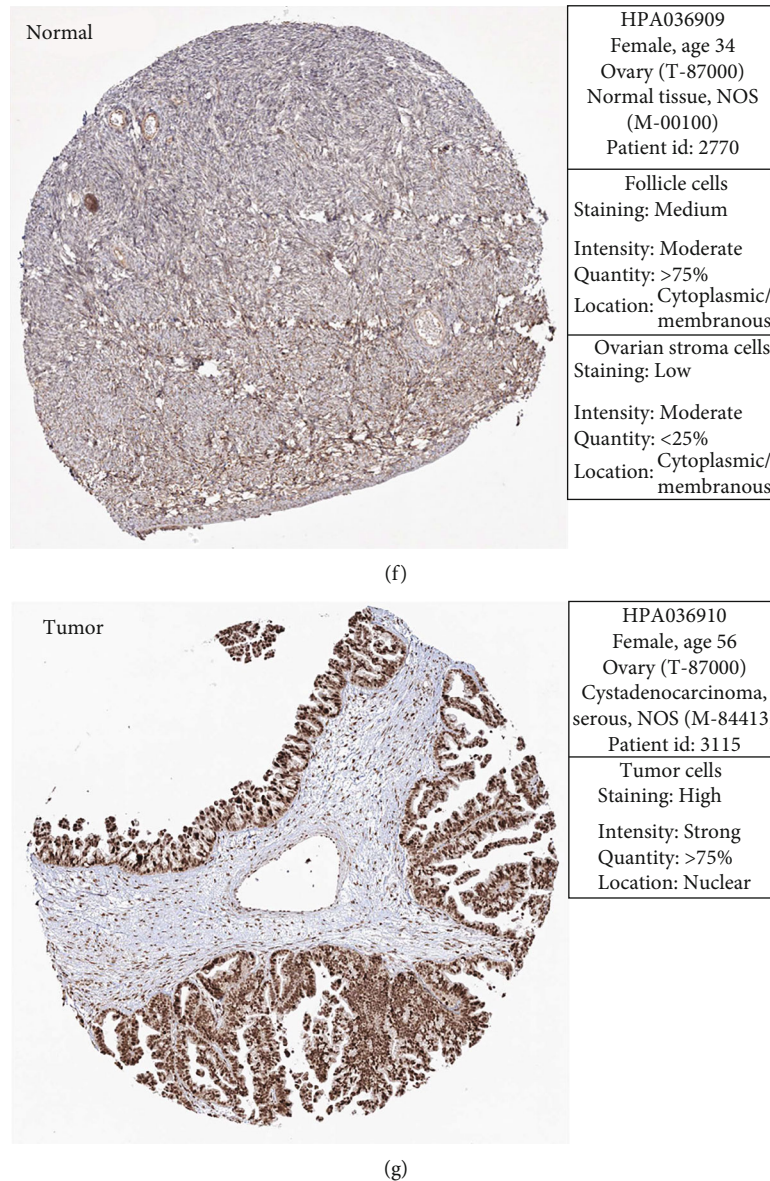 Normal
HPA036909
Female, age 34
Ovary (T-87000)
Normal tissue, NOS
(M-00100)
Patient id: 2770
Follicle cells
Staining: Medium
Intensity: Moderate
Quantity: >75%
Location: Cytoplasmic/
membranous
Ovarian stroma cells
Staining: Low
Intensity: Moderate
Quantity: <25%
Location: Cytoplasmic/
membranous
(f)
Tumor
HPA036910
Female, age 56
Ovary (T-87000)
Cystadenocarcinoma,
serous, NOS (M-84413
Patient id: 3115
Tumor cells
Staining: High
Intensity: Strong
Quantity: >75%
Location: Nuclear
(g)